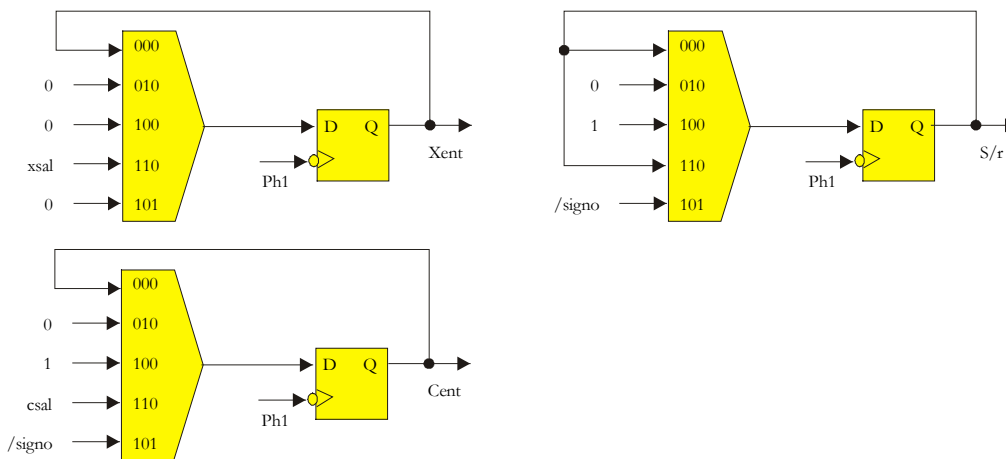 000
0 010
0 100
xsal 110
0 101
D Q
Ph1
Xent
000
0 010
1 100
110
/signo 101
D Q
Ph1
S/r
000
0 010
1 100
csal 110
/signo 101
D Q
Ph1
Cent